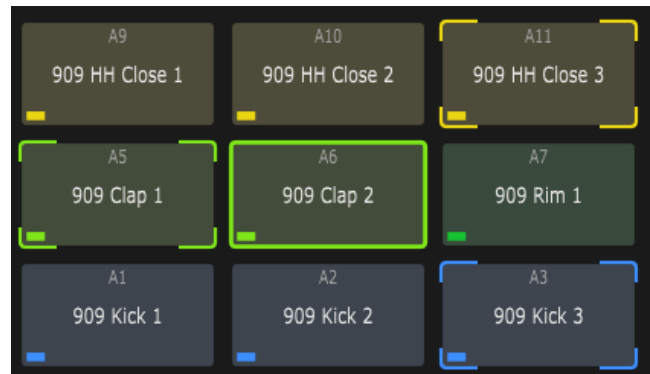 A9
909 HH Close 1
A10
909 HH Close 2
A11
909 HH Close 3
A5
909 Clap 1
A6
909 Clap 2
A7
909 Rim 1
A1
909 Kick 1
A2
909 Kick 2
A3
909 Kick 3